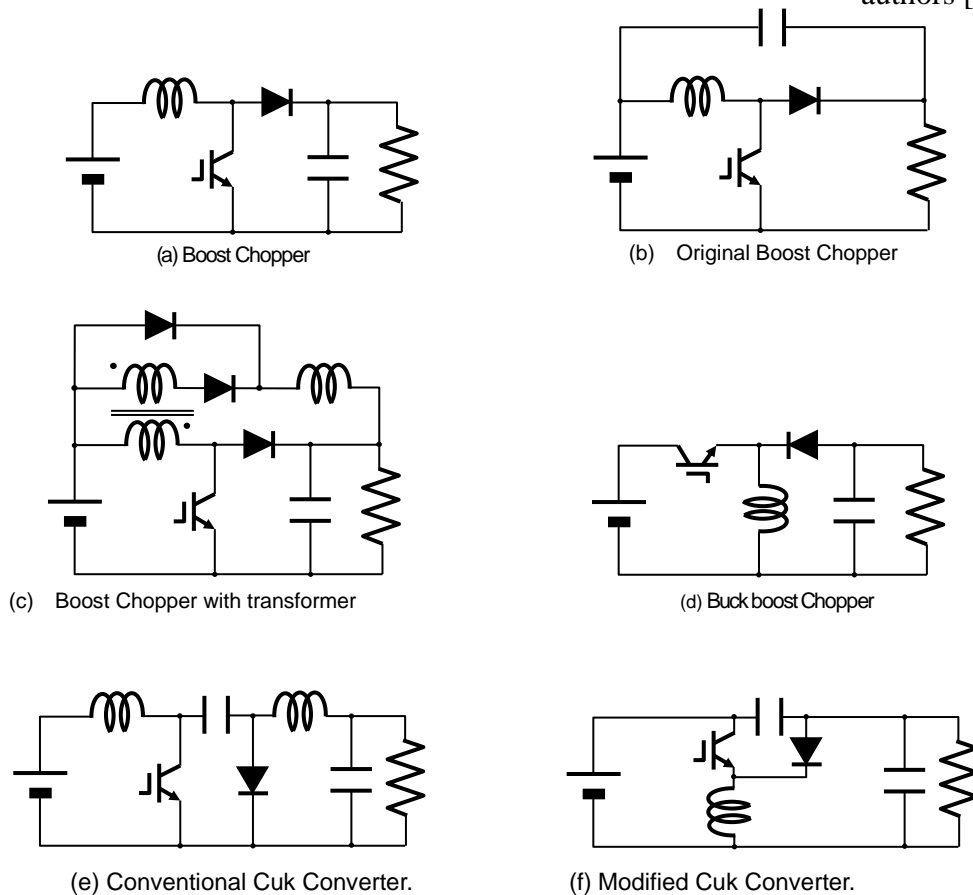 authors [
(a) Boost Chopper
(b) Original Boost Chopper
(c) Boost Chopper with transformer
(d) Buck boost Chopper
(e) Conventional Cuk Converter.
(f) Modified Cuk Converter.